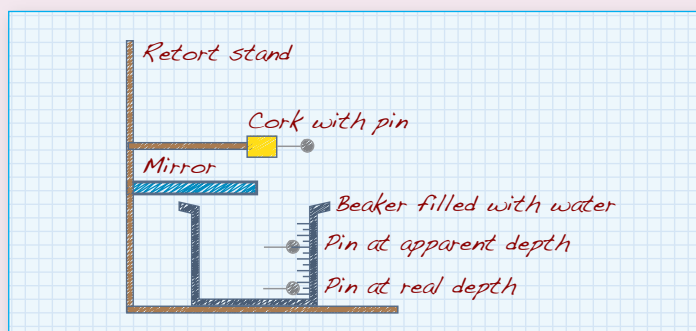 Retort stand
Cork with pin
Mirror
Beaker filled with water
Pin at apparent depth
Pin at real depth